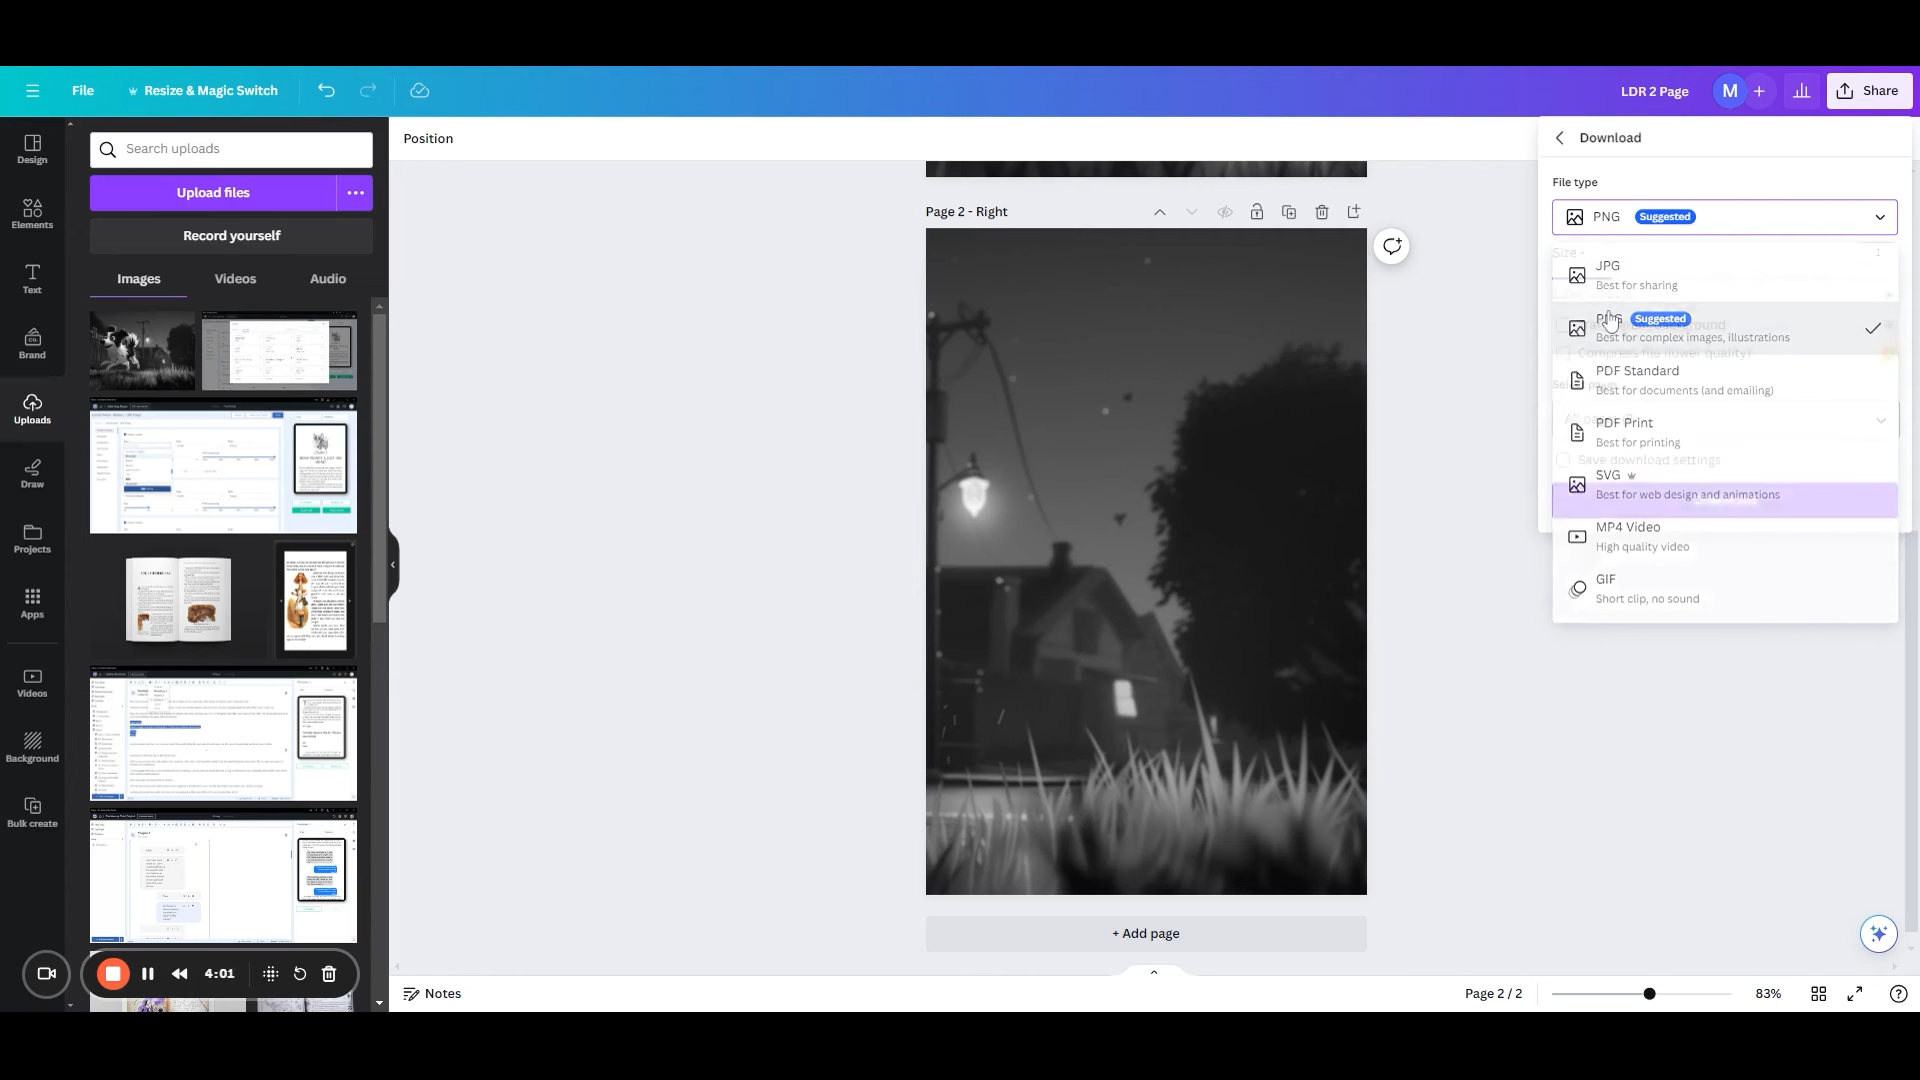 File
Resize & Magic Switch
LDR 2 Page
M
Share
Design
Elements
Text
Brand
Uploads
Draw
Projects
Apps
Videos
Background
Bulk create
Search uploads
Upload files
Record yourself
Images
Videos
Audio
4:01
Position
Page 2 - Right
+ Add page
Notes
Page 2 / 2
83%
Download
File type
PNG Suggested
Size
JPG
Best for sharing
PNG Suggested
Best for complex images, illustrations
Compress file (lower quality)
PDF Standard
Best for documents (and emailing)
PDF Print
Best for printing
Save download settings
SVG
Best for web design and animations
MP4 Video
High quality video
GIF
Short clip, no sound